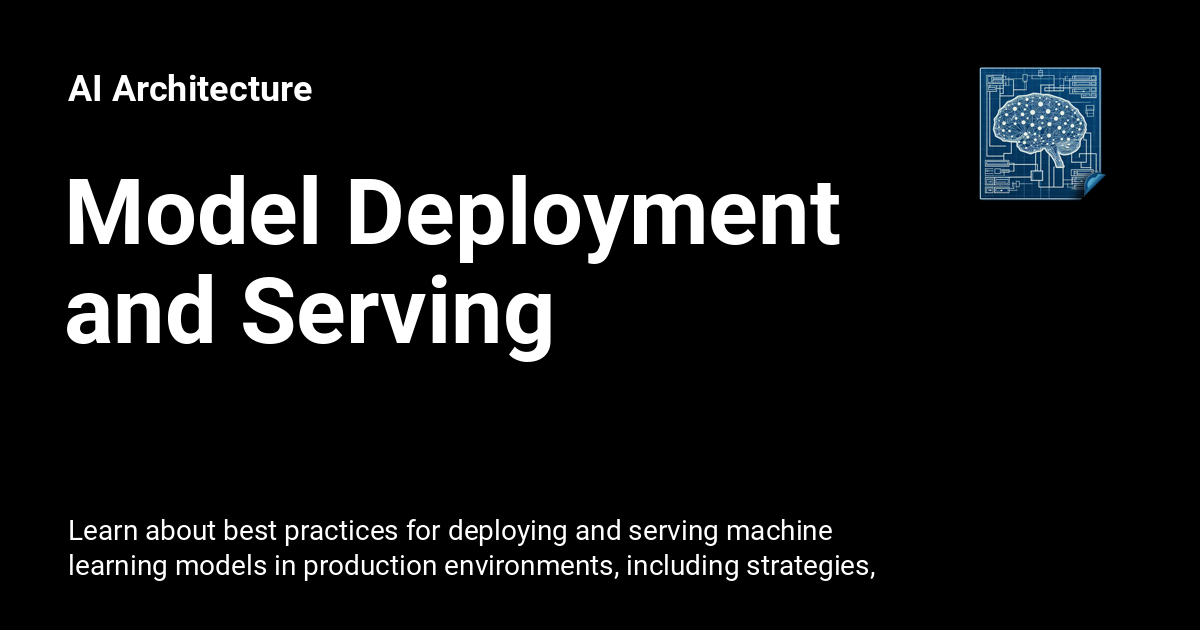 AI Architecture
Model Deployment
and Serving
Learn about best practices for deploying and serving machine
learning models in production environments, including strategies,